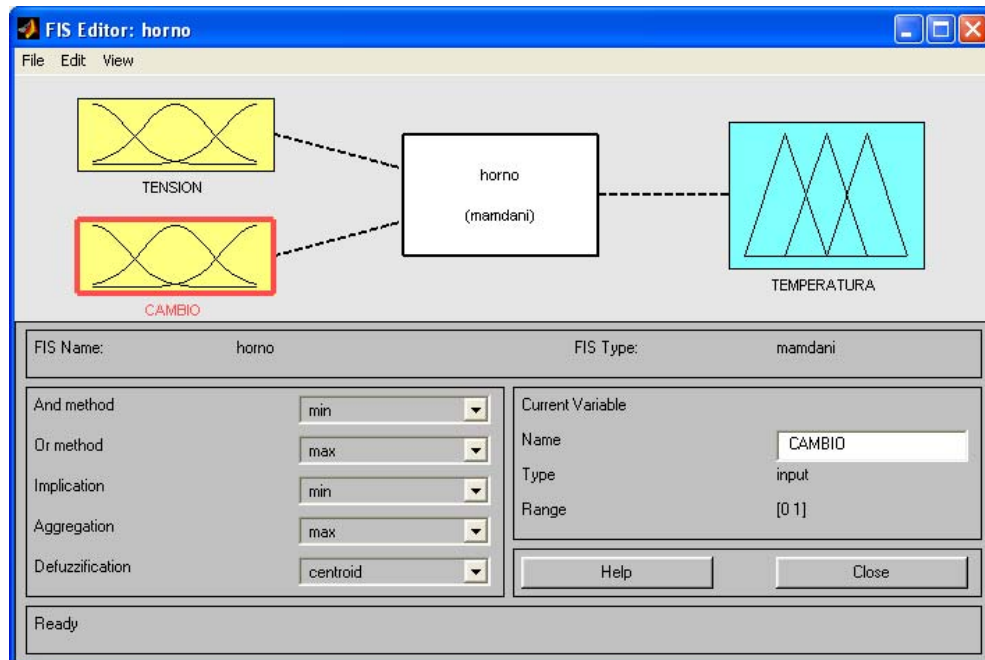 FIS Editor: horno
File Edit View
TENSION
CAMBIO
horno
(mamdani)
TEMPERATURA
FIS Name: horno FIS Type: mamdani
And method min
Or method max
Implication min
Aggregation max
Defuzzification centroid
Current Variable
Name CAMBIO
Type input
Range [0 1]
Help Close
Ready